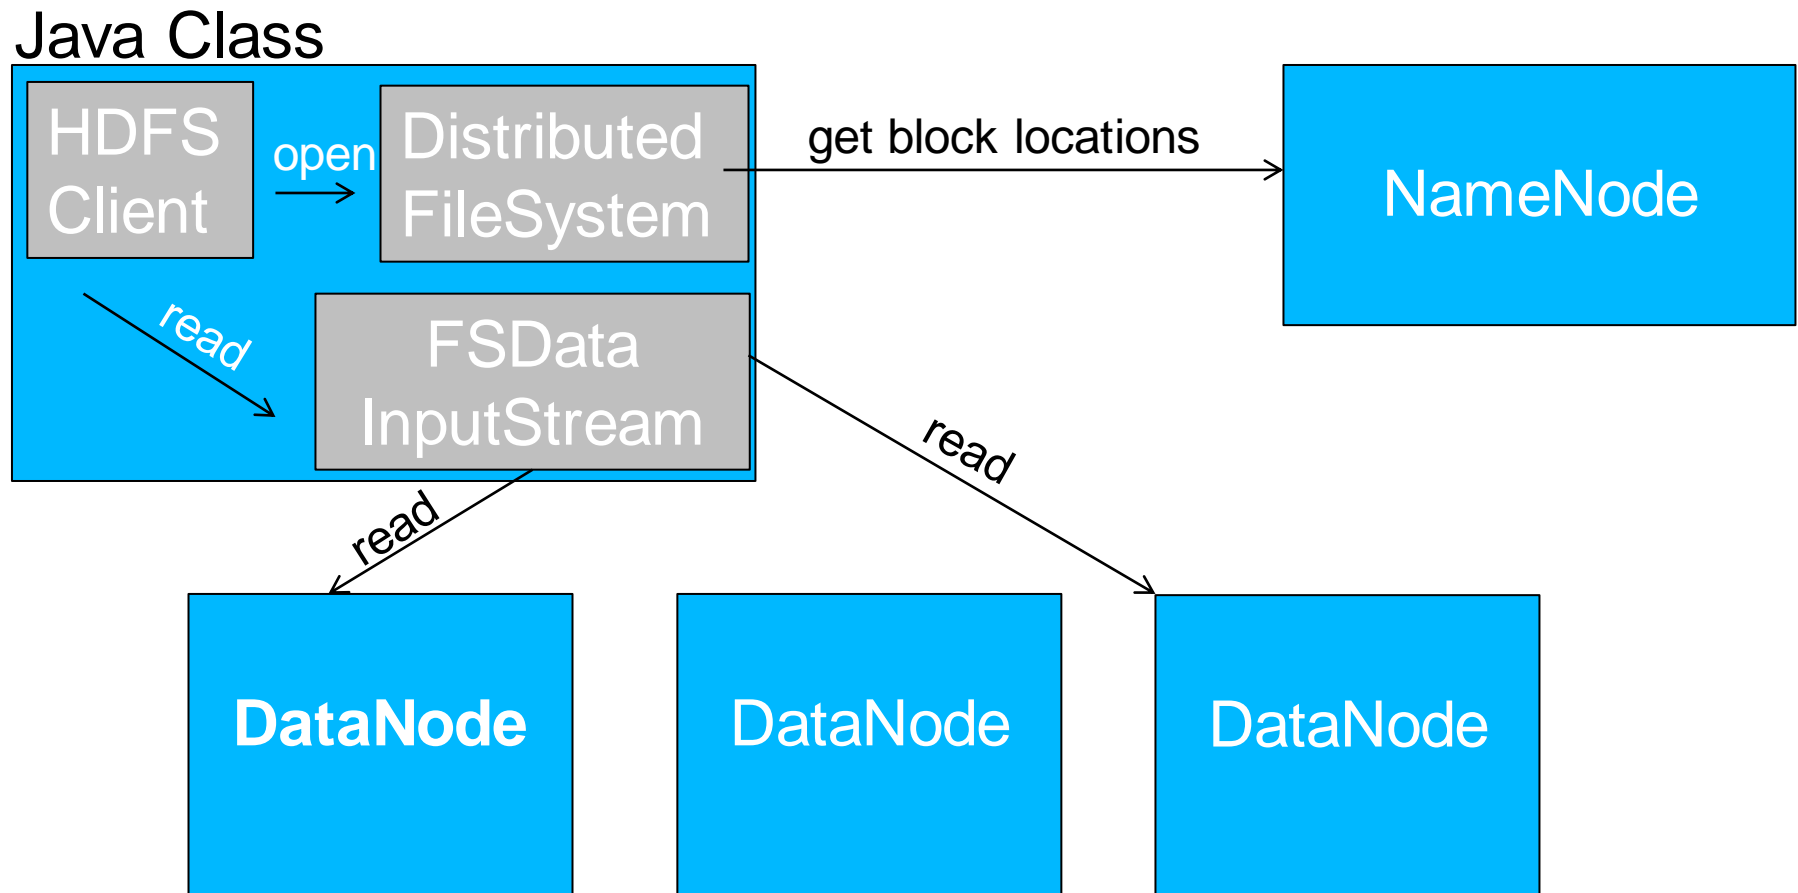 Java Class
HDFS
Client
open
Distributed
FileSystem
get block locations
NameNode
read
FSData
InputStream
read
read
DataNode
DataNode
DataNode